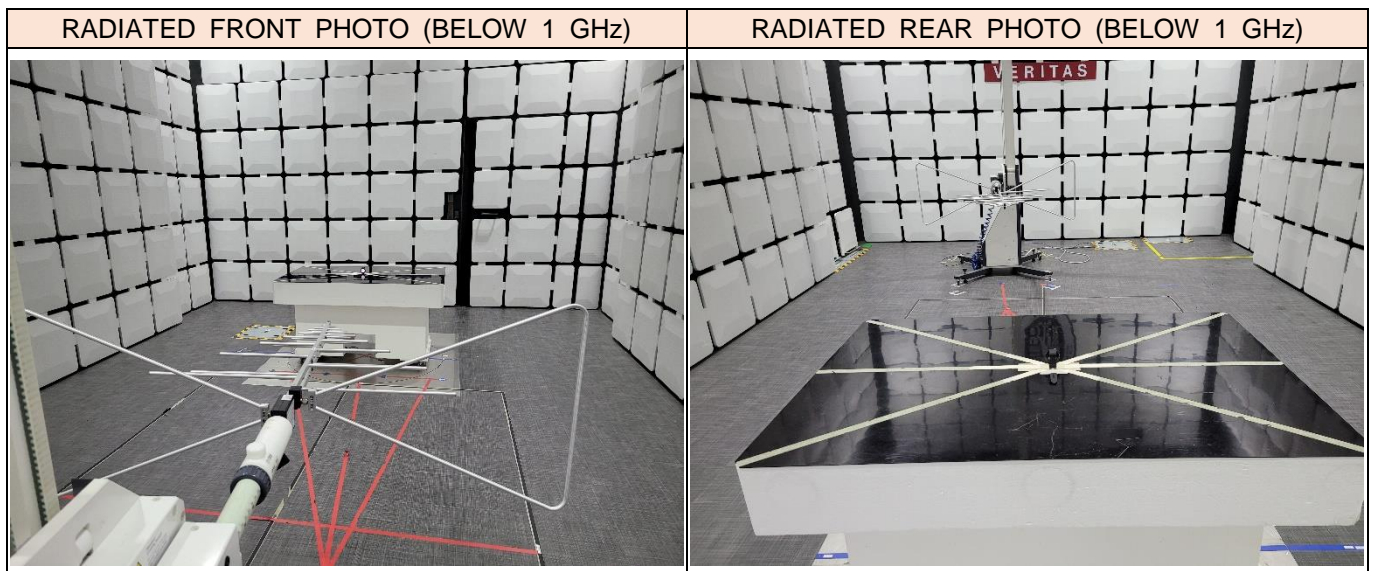 RADIATED FRONT PHOTO (BELOW 1 GHz)
RADIATED REAR PHOTO (BELOW 1 GHz)
VERITAS